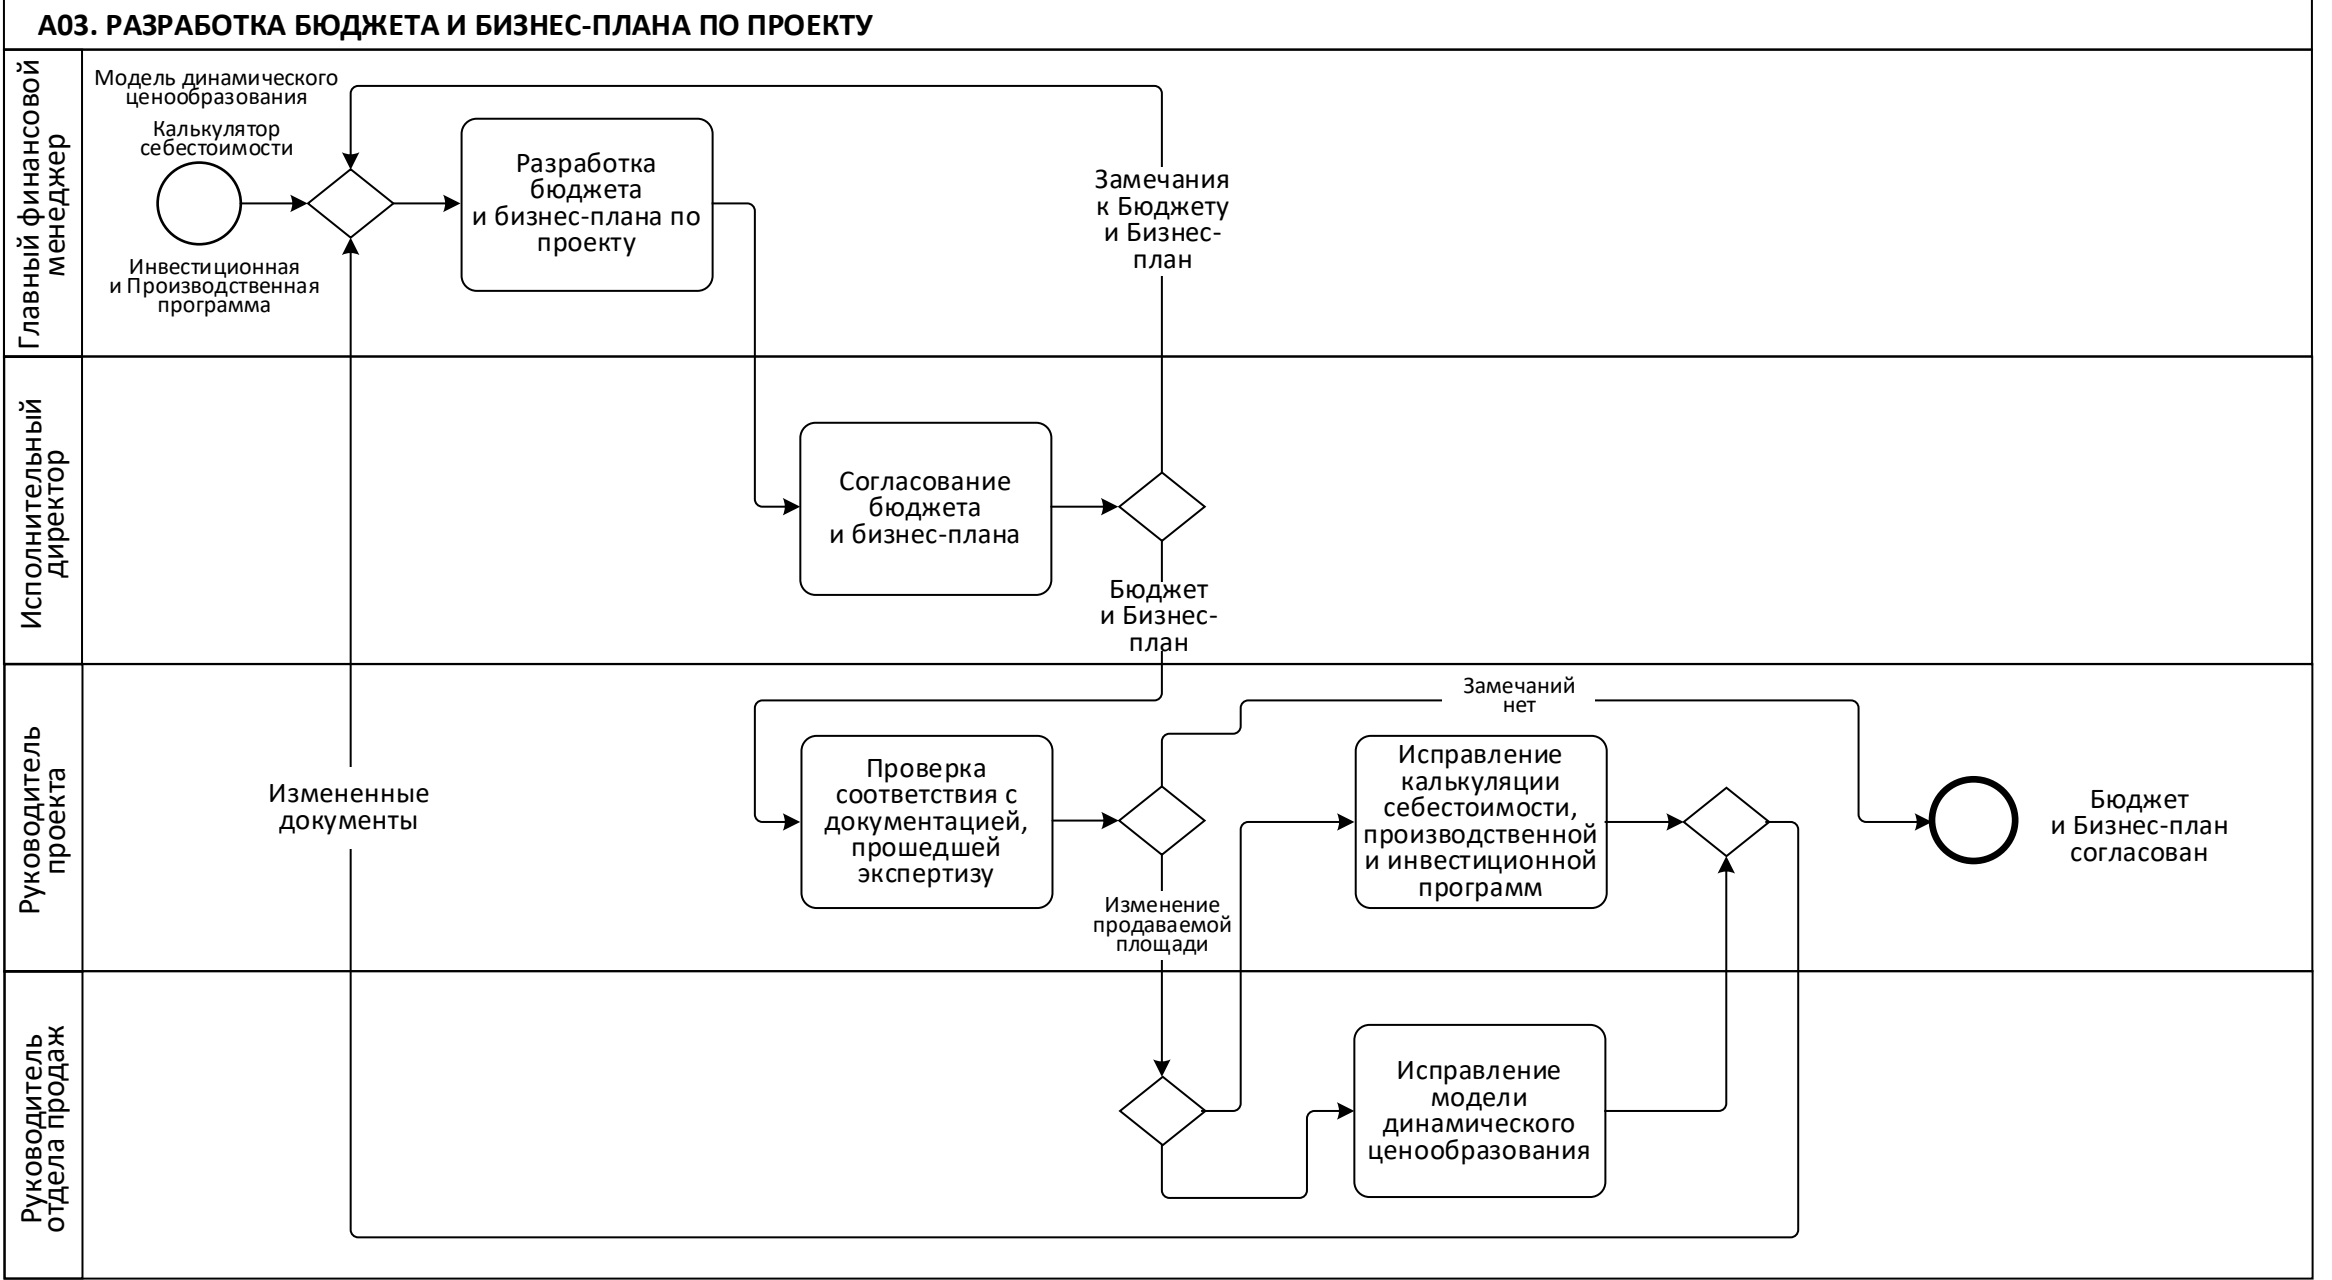 А03. РАЗРАБОТКА БЮДЖЕТА И БИЗНЕС-ПЛАНА ПО ПРОЕКТУ
Главный финансовой
менеджер
Модель динамического
ценообразования
Калькулятор
себестоимости
Инвестиционная
и Производственная
программа
Разработка
бюджета
и бизнес-плана по
проекту
Замечания
к Бюджету
и Бизнес-
план
Исполнительный
директор
Согласование
бюджета
и бизнес-плана
Бюджет
и Бизнес-
план
Руководитель
проекта
Измененные
документы
Проверка
соответствия с
документацией,
прошедшей
экспертизу
Замечаний
нет
Изменение
продаваемой
площади
Исправление
калькуляции
себестоимости,
производственной
и инвестиционной
программ
Бюджет
и Бизнес-план
согласован
Руководитель
отдела продаж
Исправление
модели
динамического
ценообразования